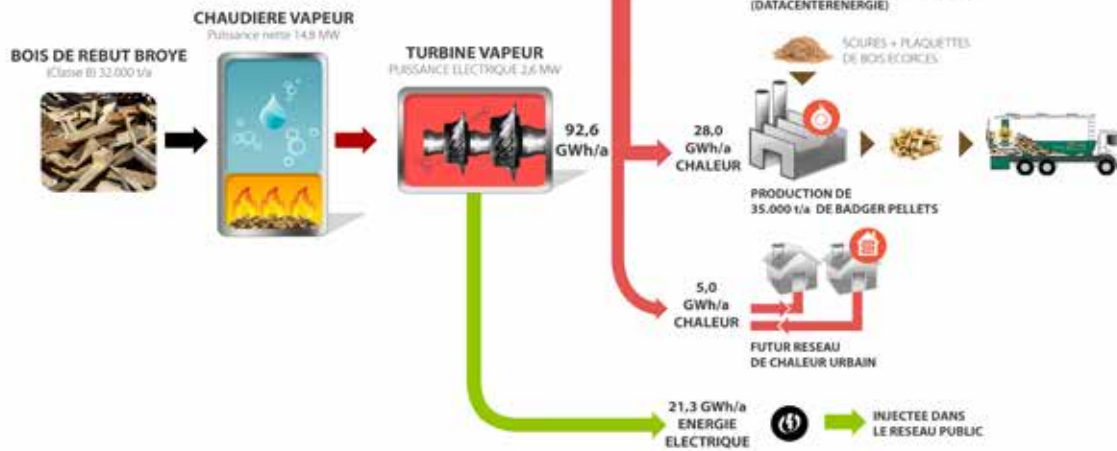 (DATACENTERENERGIE)
CHAUDIERE VAPEUR
Puissance nette 14,8 MW
BOIS DE REBUT BROYE
(Classe B) 32.000 t/a
TURBINE VAPEUR
PUISSANCE ELECTRIQUE 2,6 MW
SCIURES + PLAQUETTES
DE BOIS ECORCES
92,6
GWh/a
28,0
GWh/a
CHALEUR
PRODUCTION DE
35.000 t/a DE BADGER PELLETS
5,0
GWh/a
CHALEUR
FUTUR RESEAU
DE CHALEUR URBAIN
21,3 GWh/a
ENERGIE
ELECTRIQUE
INJECTEE DANS
LE RESEAU PUBLIC